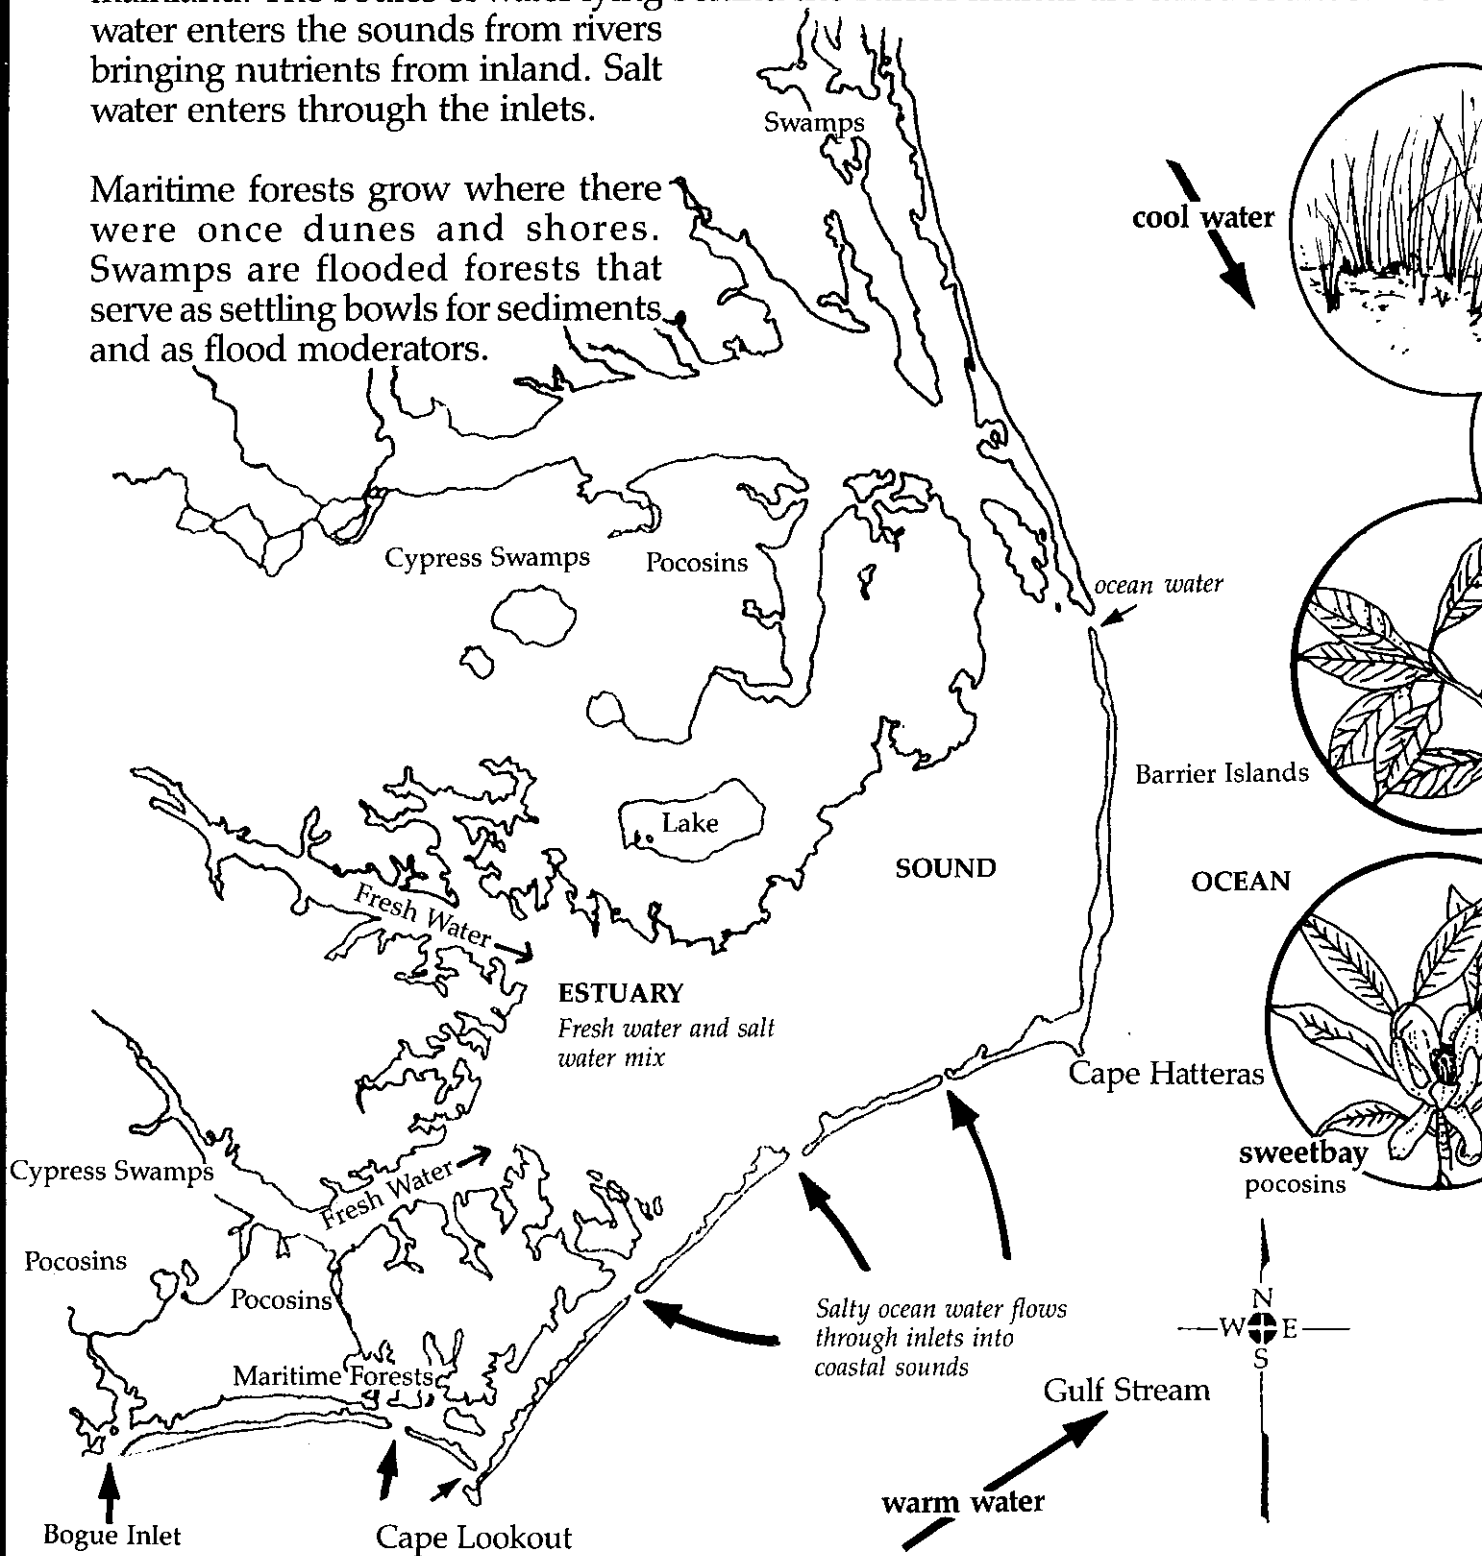 water enters the sounds from rivers
bringing nutrients from inland. Salt
water enters through the inlets.
Maritime forests grow where there
were once dunes and shores.
Swamps are flooded forests that
serve as settling bowls for sediments
and as flood moderators.
Swamps
cool water
Cypress Swamps
Pocosins
ocean water
Barrier Islands
Lake
SOUND
OCEAN
Fresh Water
ESTUARY
Fresh water and salt
water mix
Cape Hatteras
Cypress Swamps
Fresh Water
sweetbay
pocosins
Pocosins
Pocosins
Salty ocean water flows
through inlets into
coastal sounds
N
W E
S
Maritime Forests
Gulf Stream
warm water
Bogue Inlet
Cape Lookout